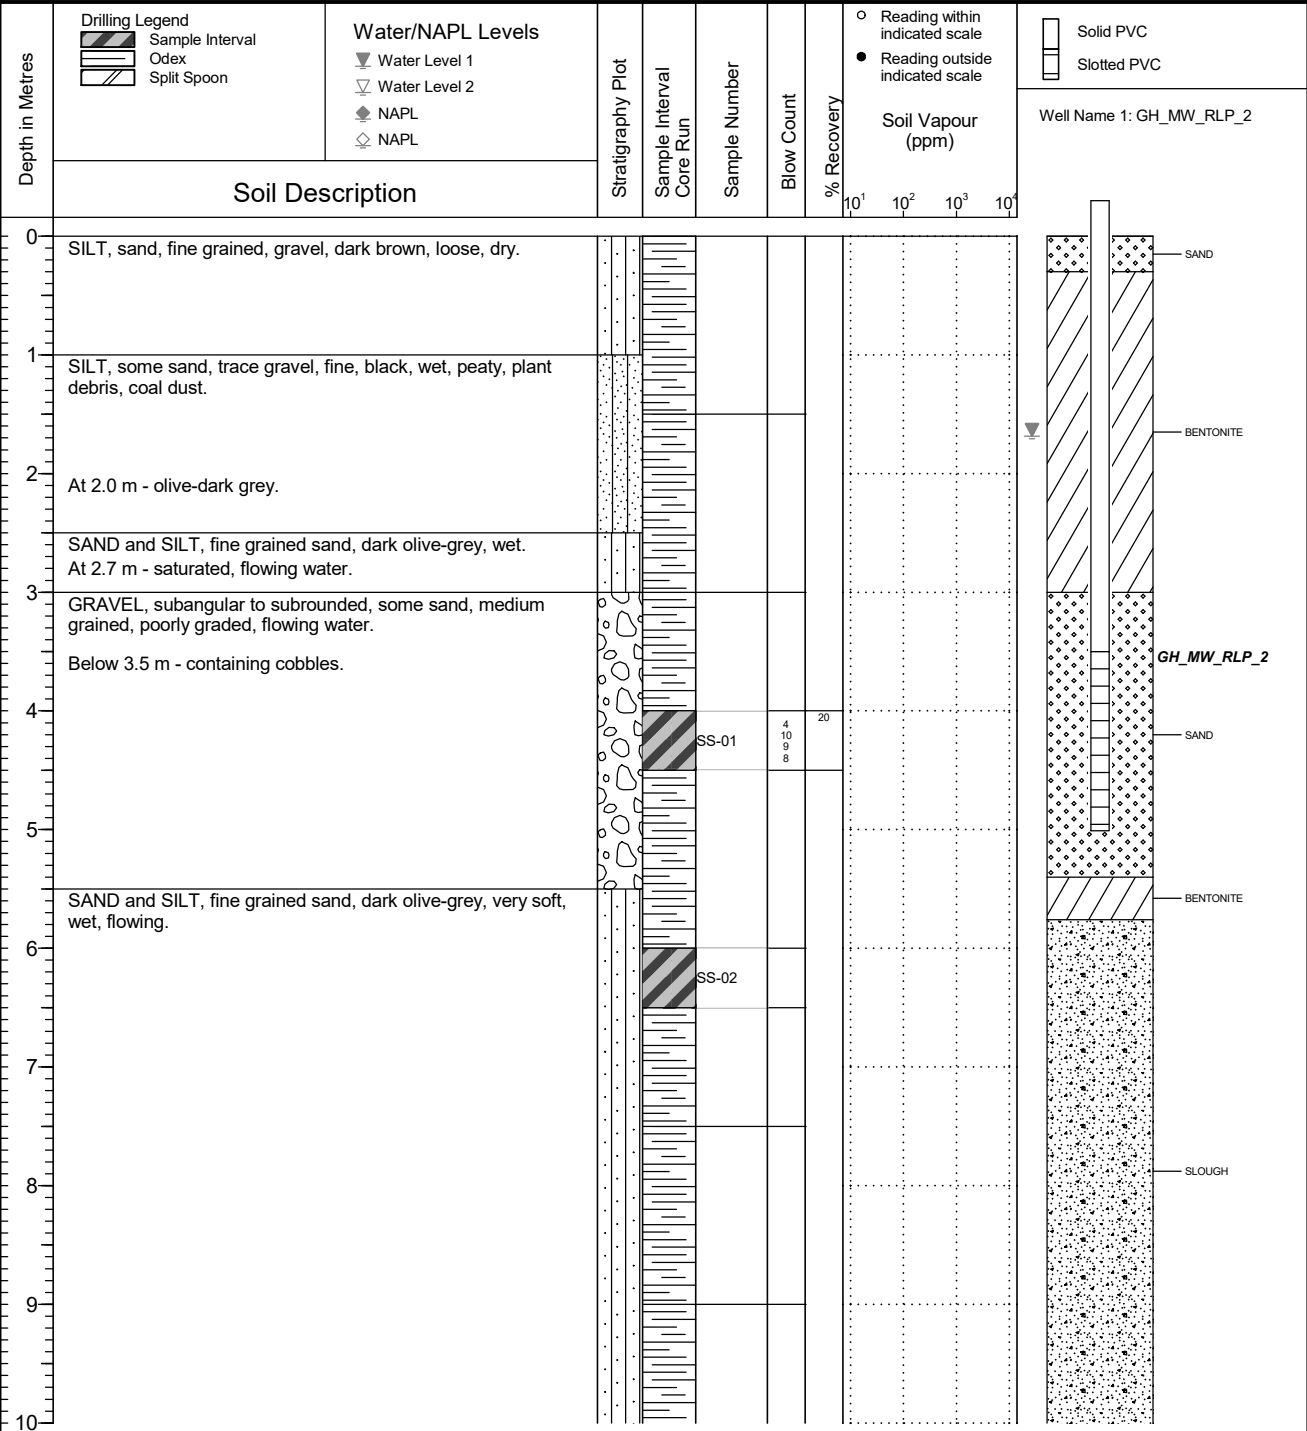 Depth in Metres
Drilling Legend
Sample Interval
Odex
Split Spoon
Water/NAPL Levels
Water Level 1
Water Level 2
NAPL
NAPL
Soil Description
Stratigraphy Plot
Sample Interval
Core Run
Sample Number
Blow Count
% Recovery
Reading within
indicated scale
Reading outside
indicated scale
Soil Vapour
(ppm)
10¹ 10² 10³ 10⁴
Solid PVC
Slotted PVC
Well Name 1: GH_MW_RLP_2
0
SILT, sand, fine grained, gravel, dark brown, loose, dry.
SAND
1
SILT, some sand, trace gravel, fine, black, wet, peaty, plant
debris, coal dust.
BENTONITE
2
At 2.0 m - olive-dark grey.
SAND and SILT, fine grained sand, dark olive-grey, wet.
At 2.7 m - saturated, flowing water.
3
GRAVEL, subangular to subrounded, some sand, medium
grained, poorly graded, flowing water.
Below 3.5 m - containing cobbles.
GH_MW_RLP_2
4
SS-01
4
10
9
8
20
SAND
5
SAND and SILT, fine grained sand, dark olive-grey, very soft,
wet, flowing.
BENTONITE
6
SS-02
7
8
SLOUGH
9
10